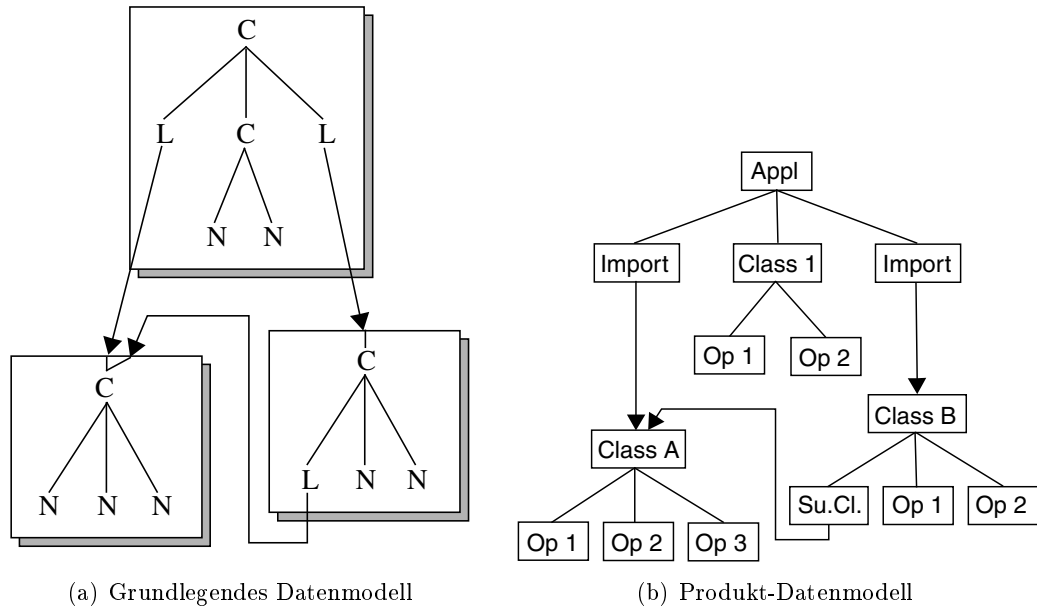 C
L C L
N N
C
N N N
C
L N N
(a) Grundlegendes Datenmodell
Appl
Import Class 1 Import
Op 1 Op 2
Class A
Op 1 Op 2 Op 3
Class B
Su.Cl. Op 1 Op 2
(b) Produkt-Datenmodell